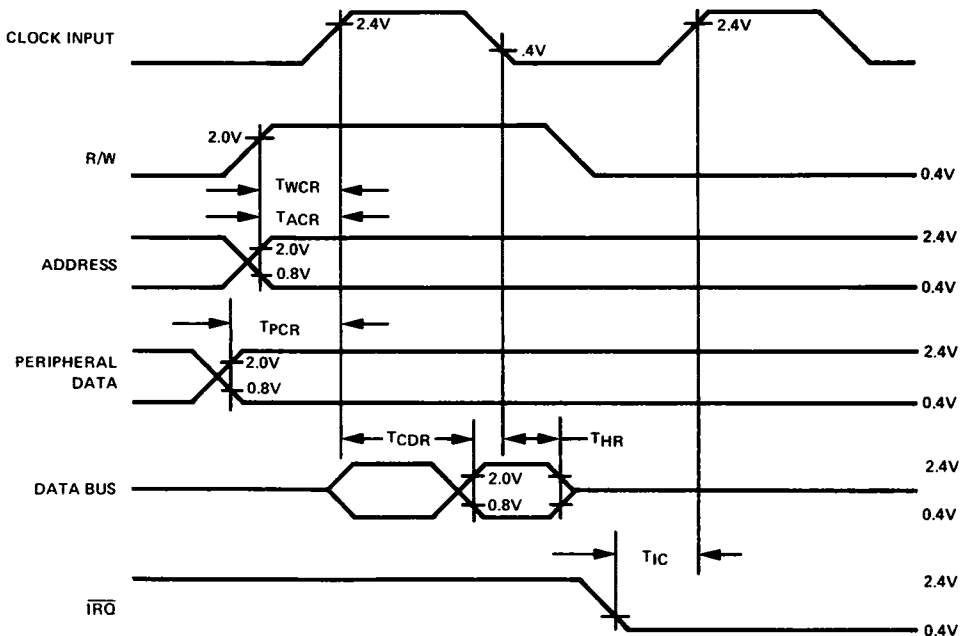 CLOCK INPUT
2.4V
.4V
2.4V
R/W
2.0V
0.4V
TWCR
TACR
ADDRESS
2.0V
0.8V
2.4V
0.4V
TPCR
PERIPHERAL
DATA
2.0V
0.8V
2.4V
0.4V
TCDR
THR
DATA BUS
2.0V
0.8V
2.4V
0.4V
TIC
IRQ
2.4V
0.4V